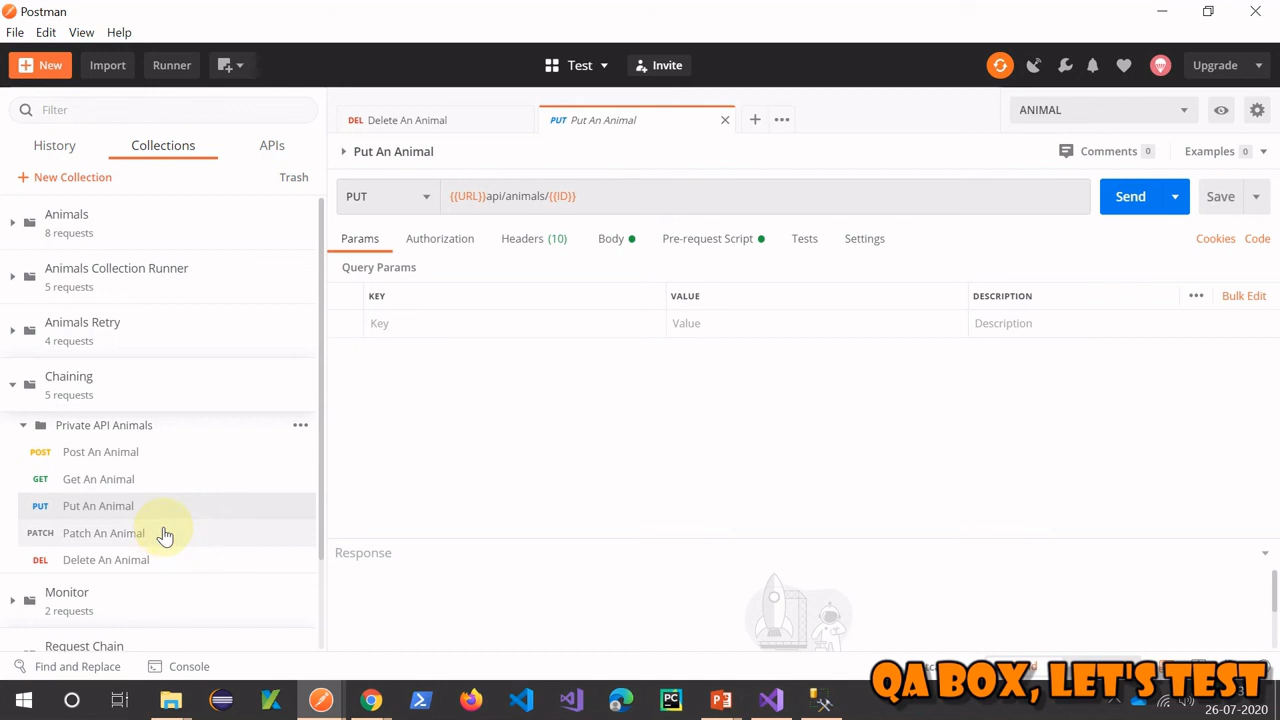 Postman
File Edit View Help
New Import Runner Test Invite Upgrade
Filter
History Collections APIs
New Collection Trash
Animals
8 requests
Animals Collection Runner
5 requests
Animals Retry
4 requests
Chaining
5 requests
Private API Animals
POST Post An Animal
GET Get An Animal
PUT Put An Animal
PATCH Patch An Animal
DEL Delete An Animal
Monitor
2 requests
Request Chain
DEL Delete An Animal PUT Put An Animal
ANIMAL
Put An Animal Comments 0 Examples 0
PUT {{URL}}api/animals/{{ID}} Send Save
Params Authorization Headers (10) Body Pre-request Script Tests Settings Cookies Code
Query Params
KEY VALUE DESCRIPTION Bulk Edit
Key Value Description
Response
Find and Replace Console
QA BOX, LET'S TEST
26-07-2020